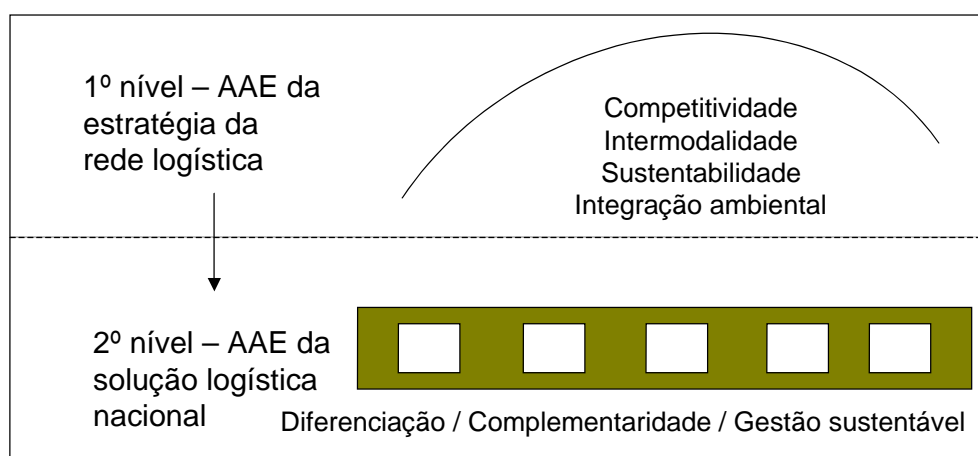 1º nível – AAE da
estratégia da
rede logística
Competitividade
Intermodalidade
Sustentabilidade
Integração ambiental
2º nível – AAE da
solução logística
nacional
Diferenciação / Complementaridade / Gestão sustentável